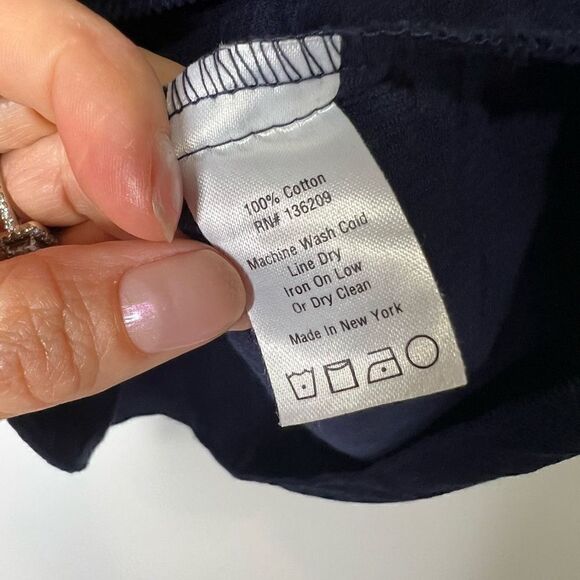 100% Cotton
RN# 136209
Machine Wash Cold
Line Dry
Iron On Low
Or Dry Clean
Made In New York